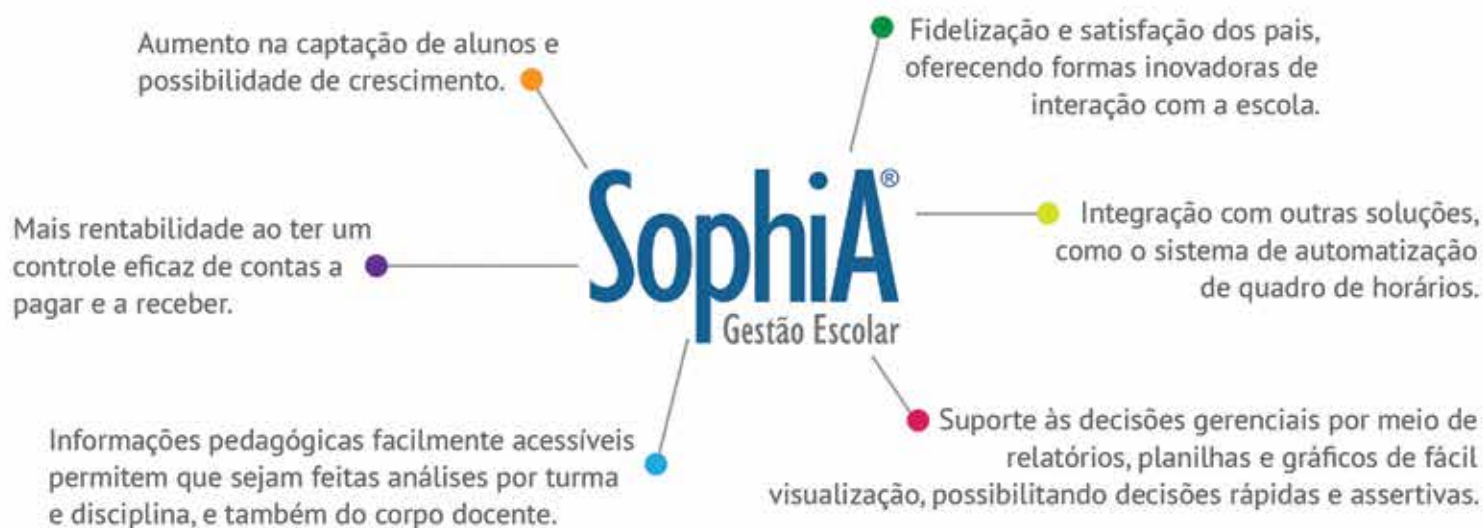 Aumento na captação de alunos e
possibilidade de crescimento.
Fidelização e satisfação dos pais,
oferecendo formas inovadoras de
interação com a escola.
SophiA®
Gestão Escolar
Mais rentabilidade ao ter um
controle eficaz de contas a
pagar e a receber.
Integração com outras soluções,
como o sistema de automatização
de quadro de horários.
Informações pedagógicas facilmente acessíveis
permitem que sejam feitas análises por turma
e disciplina, e também do corpo docente.
Suporte às decisões gerenciais por meio de
relatórios, planilhas e gráficos de fácil
visualização, possibilitando decisões rápidas e assertivas.